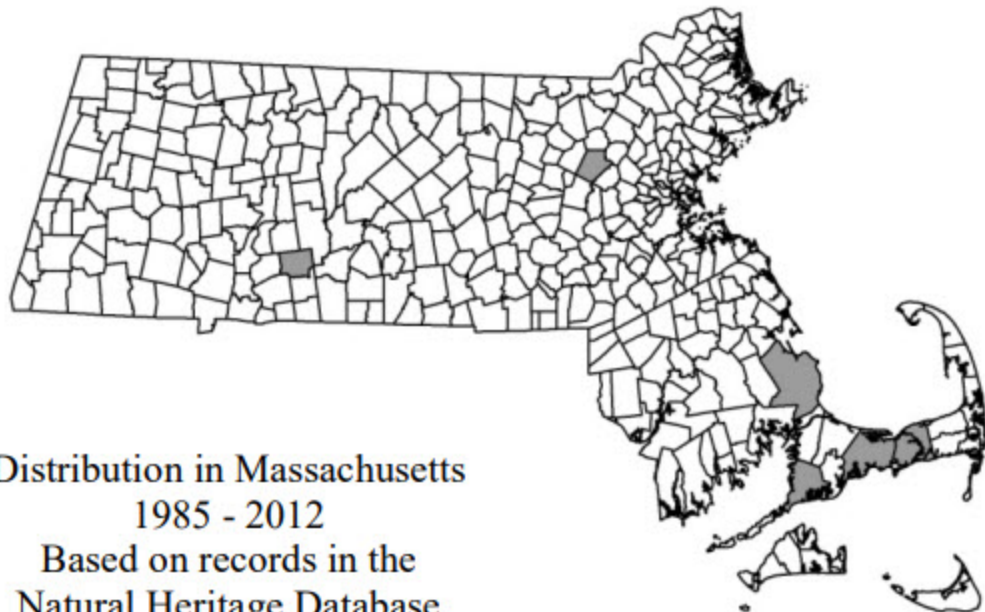 Distribution in Massachusetts
1985 - 2012
Based on records in the
Natural Heritage Database